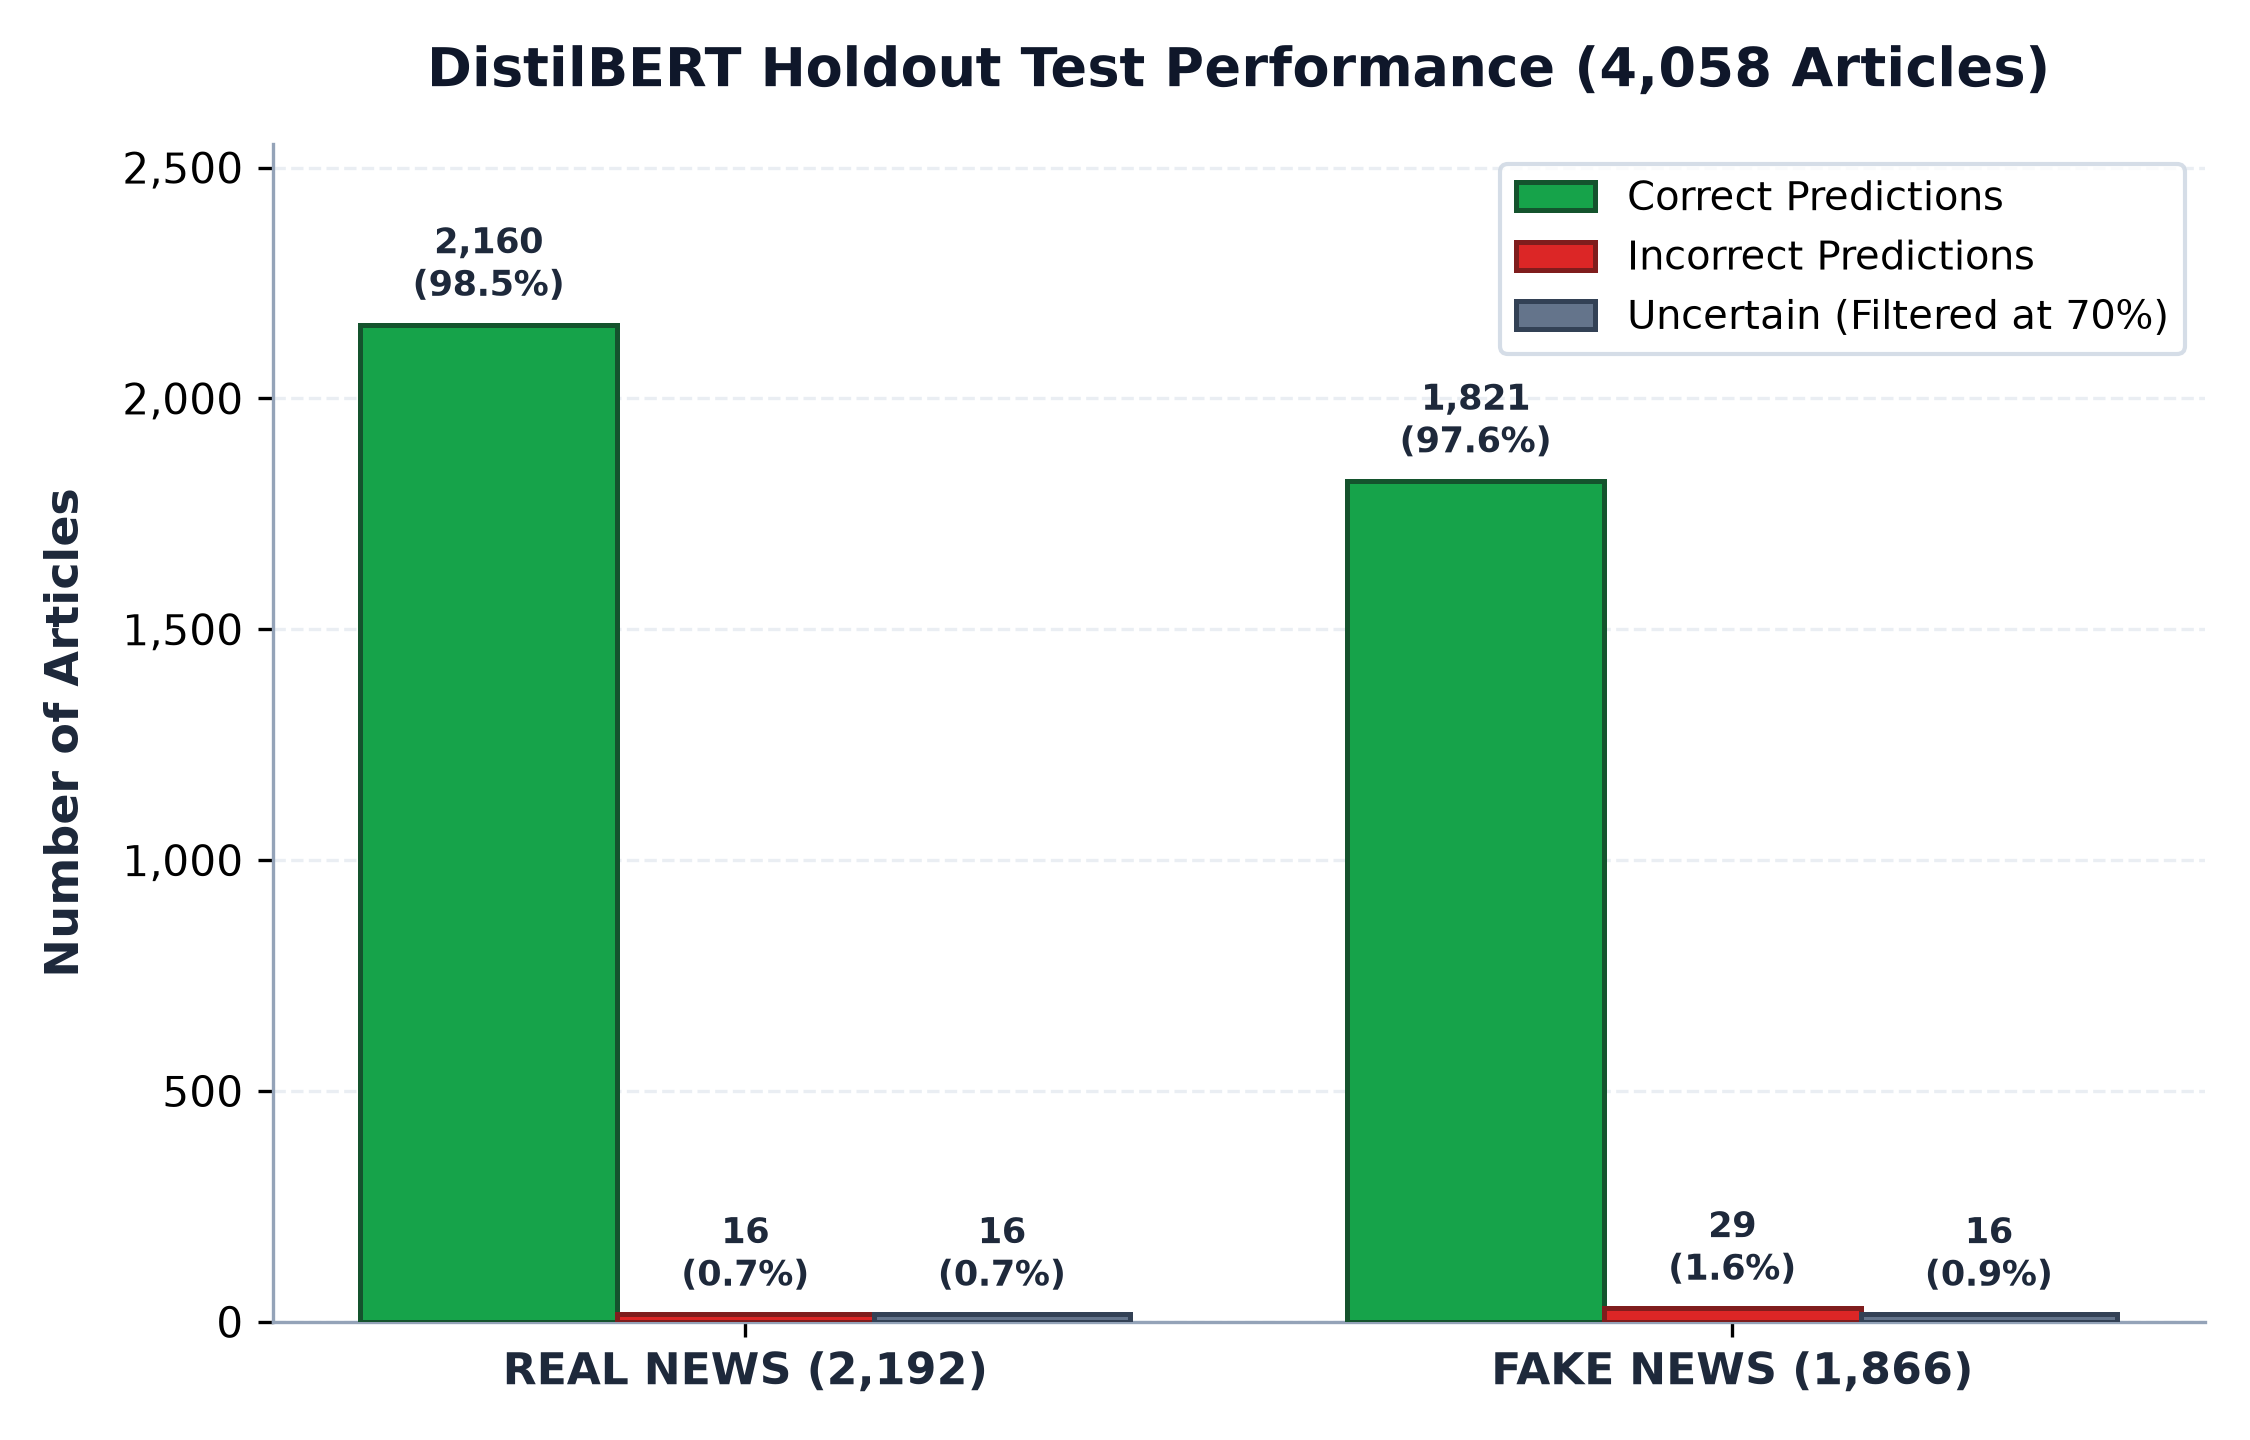 DistilBERT Holdout Test Performance (4,058 Articles)
2,500
2,000
1,500
1,000
500
0
Number of Articles
Correct Predictions
Incorrect Predictions
Uncertain (Filtered at 70%)
2,160
(98.5%)
16
(0.7%)
16
(0.7%)
1,821
(97.6%)
29
(1.6%)
16
(0.9%)
REAL NEWS (2,192)
FAKE NEWS (1,866)